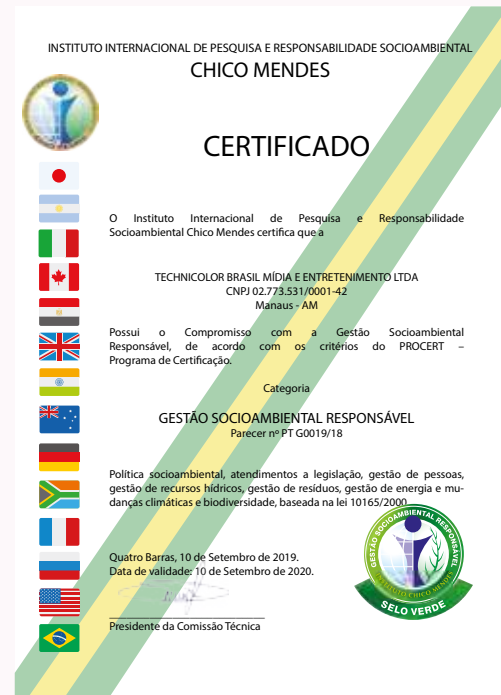 INSTITUTO INTERNACIONAL DE PESQUISA E RESPONSABILIDADE SOCIOAMBIENTAL
CHICO MENDES
CERTIFICADO
O Instituto Internacional de Pesquisa e Responsabilidade
Socioambiental Chico Mendes certifica que a
TECHNICOLOR BRASIL MÍDIA E ENTRETENIMENTO LTDA
CNPJ 02.773.531/0001-42
Manaus - AM
Possui o Compromisso com a Gestão Socioambiental
Responsável, de acordo com os critérios do PROCERT –
Programa de Certificação.
Categoria
GESTÃO SOCIOAMBIENTAL RESPONSÁVEL
Parecer nº PT G0019/18
Política socioambiental, atendimentos a legislação, gestão de pessoas,
gestão de recursos hídricos, gestão de resíduos, gestão de energia e mu-
danças climáticas e biodiversidade, baseada na lei 10165/2000
Quatro Barras, 10 de Setembro de 2019.
Data de validade: 10 de Setembro de 2020.
Presidente da Comissão Técnica
GESTÃO SOCIOAMBIENTAL RESPONSÁVEL
INSTITUTO CHICO MENDES
SELO VERDE